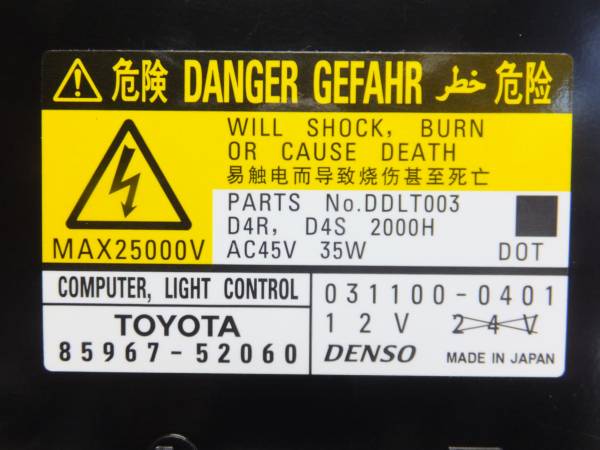 危険 DANGER GEFAHR خطر 危险
WILL SHOCK, BURN
OR CAUSE DEATH
易触电而导致烧伤甚至死亡
MAX25000V
PARTS No.DDLT003
D4R, D4S 2000H
AC45V 35W DOT
COMPUTER, LIGHT CONTROL
TOYOTA
85967-52060
031100-0401
12V 24V
DENSO MADE IN JAPAN